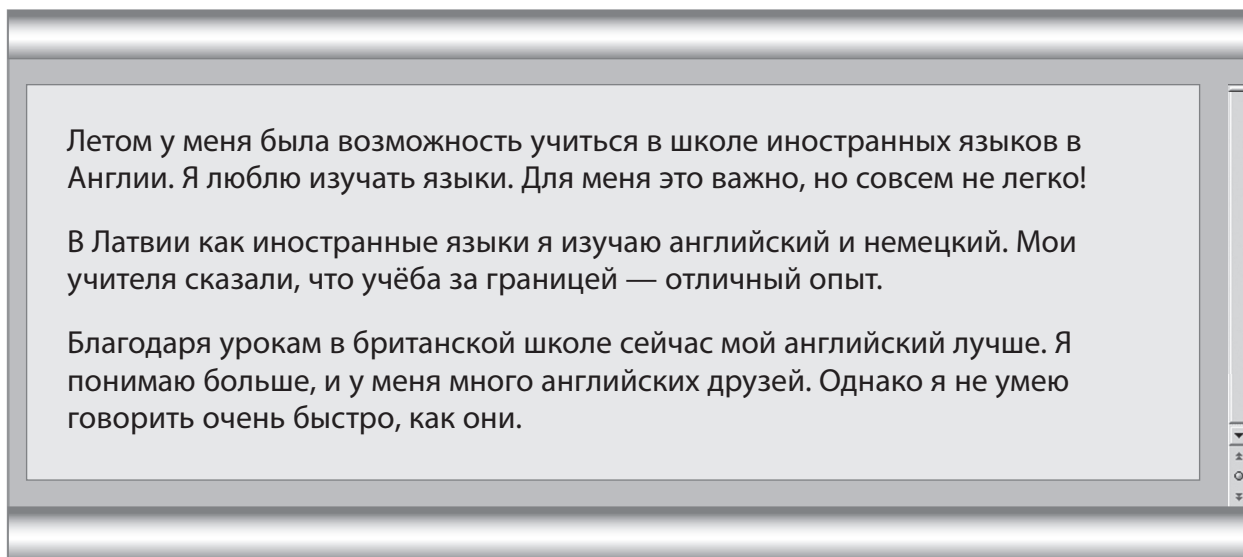 Летом у меня была возможность учиться в школе иностранных языков в
Англии. Я люблю изучать языки. Для меня это важно, но совсем не легко!
В Латвии как иностранные языки я изучаю английский и немецкий. Мои
учителя сказали, что учёба за границей — отличный опыт.
Благодаря урокам в британской школе сейчас мой английский лучше. Я
понимаю больше, и у меня много английских друзей. Однако я не умею
говорить очень быстро, как они.